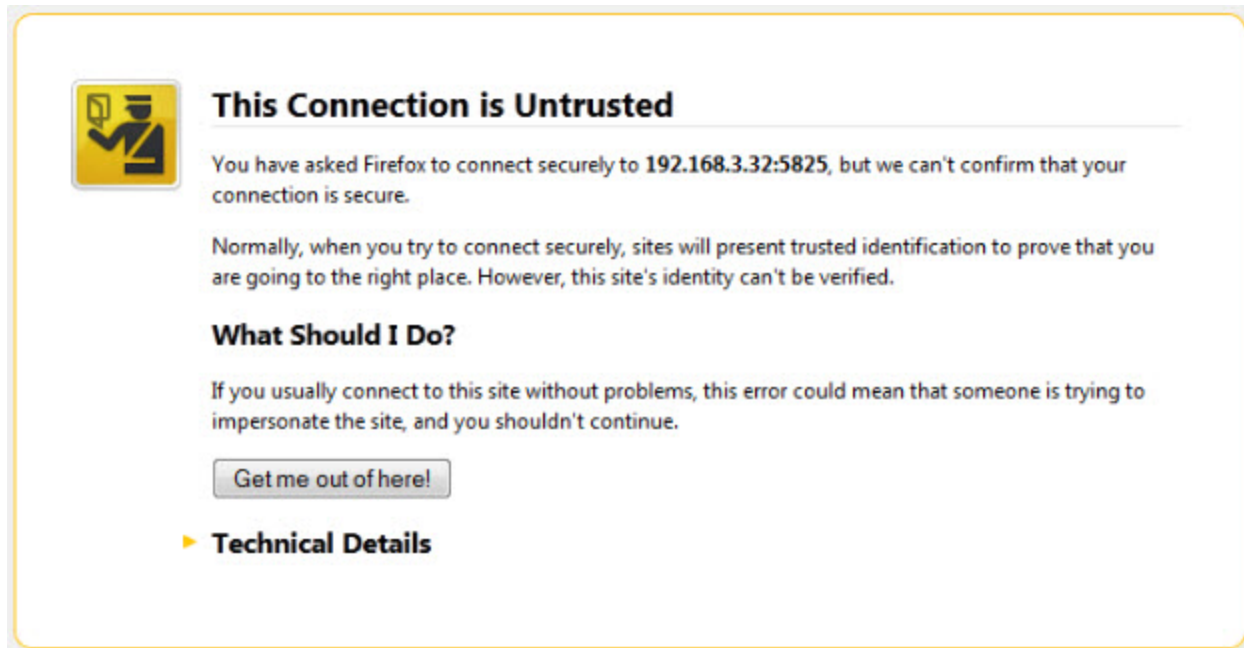 This Connection is Untrusted
You have asked Firefox to connect securely to 192.168.3.32:5825, but we can't confirm that your
connection is secure.
Normally, when you try to connect securely, sites will present trusted identification to prove that you
are going to the right place. However, this site's identity can't be verified.
What Should I Do?
If you usually connect to this site without problems, this error could mean that someone is trying to
impersonate the site, and you shouldn't continue.
Get me out of here!
Technical Details